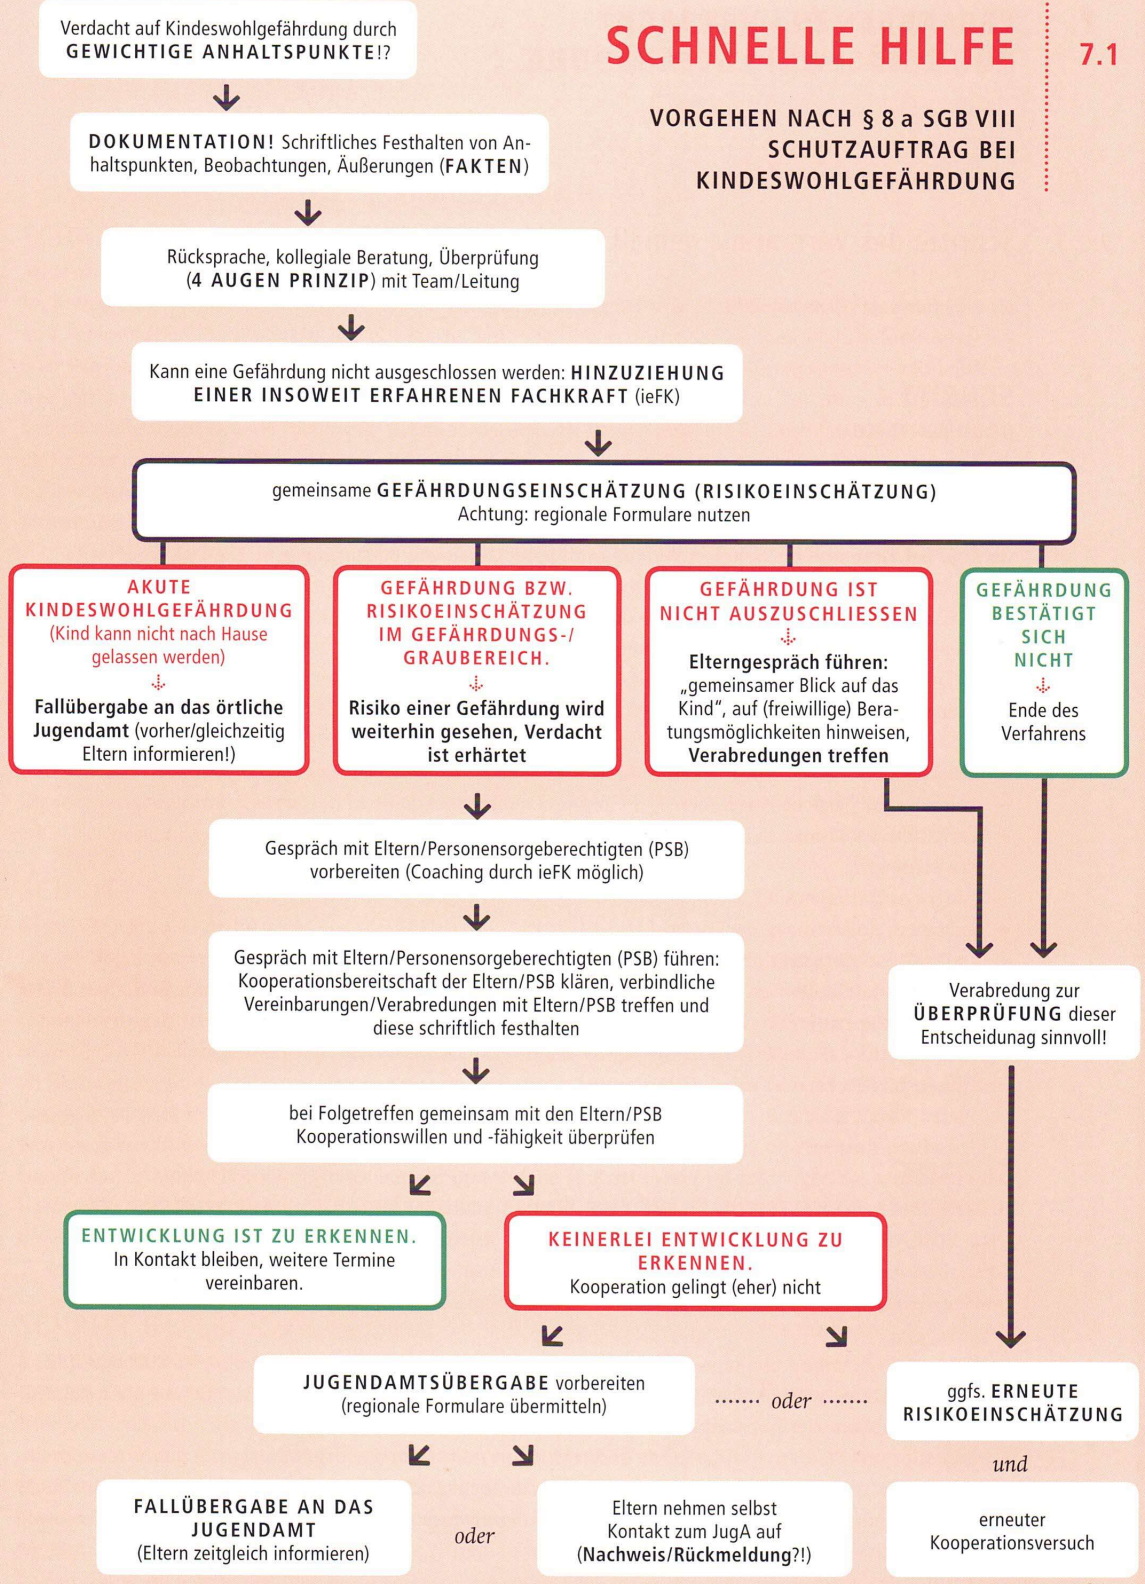 Verdacht auf Kindeswohlgefährdung durch
GEWICHTIGE ANHALTSPUNKTE!?
SCHNELLE HILFE
7.1
VORGEHEN NACH § 8 a SGB VIII
SCHUTZAUFTRAG BEI
KINDESWOHLGEFÄHRDUNG
DOKUMENTATION! Schriftliches Festhalten von An-
haltspunkten, Beobachtungen, Äußerungen (FAKTEN)
Rücksprache, kollegiale Beratung, Überprüfung
(4 AUGEN PRINZIP) mit Team/Leitung
Kann eine Gefährdung nicht ausgeschlossen werden: HINZUZIEHUNG
EINER INSOWEIT ERFAHRENEN FACHKRAFT (ieFK)
gemeinsame GEFÄHRDUNGSEINSCHÄTZUNG (RISIKOEINSCHÄTZUNG)
Achtung: regionale Formulare nutzen
AKUTE
KINDESWOHLGEFÄHRDUNG
(Kind kann nicht nach Hause
gelassen werden)
Fallübergabe an das örtliche
Jugendamt (vorher/gleichzeitig
Eltern informieren!)
GEFÄHRDUNG BZW.
RISIKOEINSCHÄTZUNG
IM GEFÄHRDUNGS-/
GRAUBEREICH.
Risiko einer Gefährdung wird
weiterhin gesehen, Verdacht
ist erhärtet
GEFÄHRDUNG IST
NICHT AUSZUSCHLIESSEN
Elterngespräch führen:
„gemeinsamer Blick auf das
Kind“, auf (freiwillige) Bera-
tungsmöglichkeiten hinweisen,
Verabredungen treffen
GEFÄHRDUNG
BESTÄTIGT
SICH
NICHT
Ende des
Verfahrens
Gespräch mit Eltern/Personensorgeberechtigten (PSB)
vorbereiten (Coaching durch ieFK möglich)
Gespräch mit Eltern/Personensorgeberechtigten (PSB) führen:
Kooperationsbereitschaft der Eltern/PSB klären, verbindliche
Vereinbarungen/Verabredungen mit Eltern/PSB treffen und
diese schriftlich festhalten
Verabredung zur
ÜBERPRÜFUNG dieser
Entscheidunag sinnvoll!
bei Folgetreffen gemeinsam mit den Eltern/PSB
Kooperationswillen und -fähigkeit überprüfen
ENTWICKLUNG IST ZU ERKENNEN.
In Kontakt bleiben, weitere Termine
vereinbaren.
KEINERLEI ENTWICKLUNG ZU
ERKENNEN.
Kooperation gelingt (eher) nicht
JUGENDAMTSÜBERGABE vorbereiten
(regionale Formulare übermitteln)
oder
ggfs. ERNEUTE
RISIKOEINSCHÄTZUNG
und
FALLÜBERGABE AN DAS
JUGENDAMT
(Eltern zeitgleich informieren)
oder
Eltern nehmen selbst
Kontakt zum JugA auf
(Nachweis/Rückmeldung?!)
erneuter
Kooperationsversuch